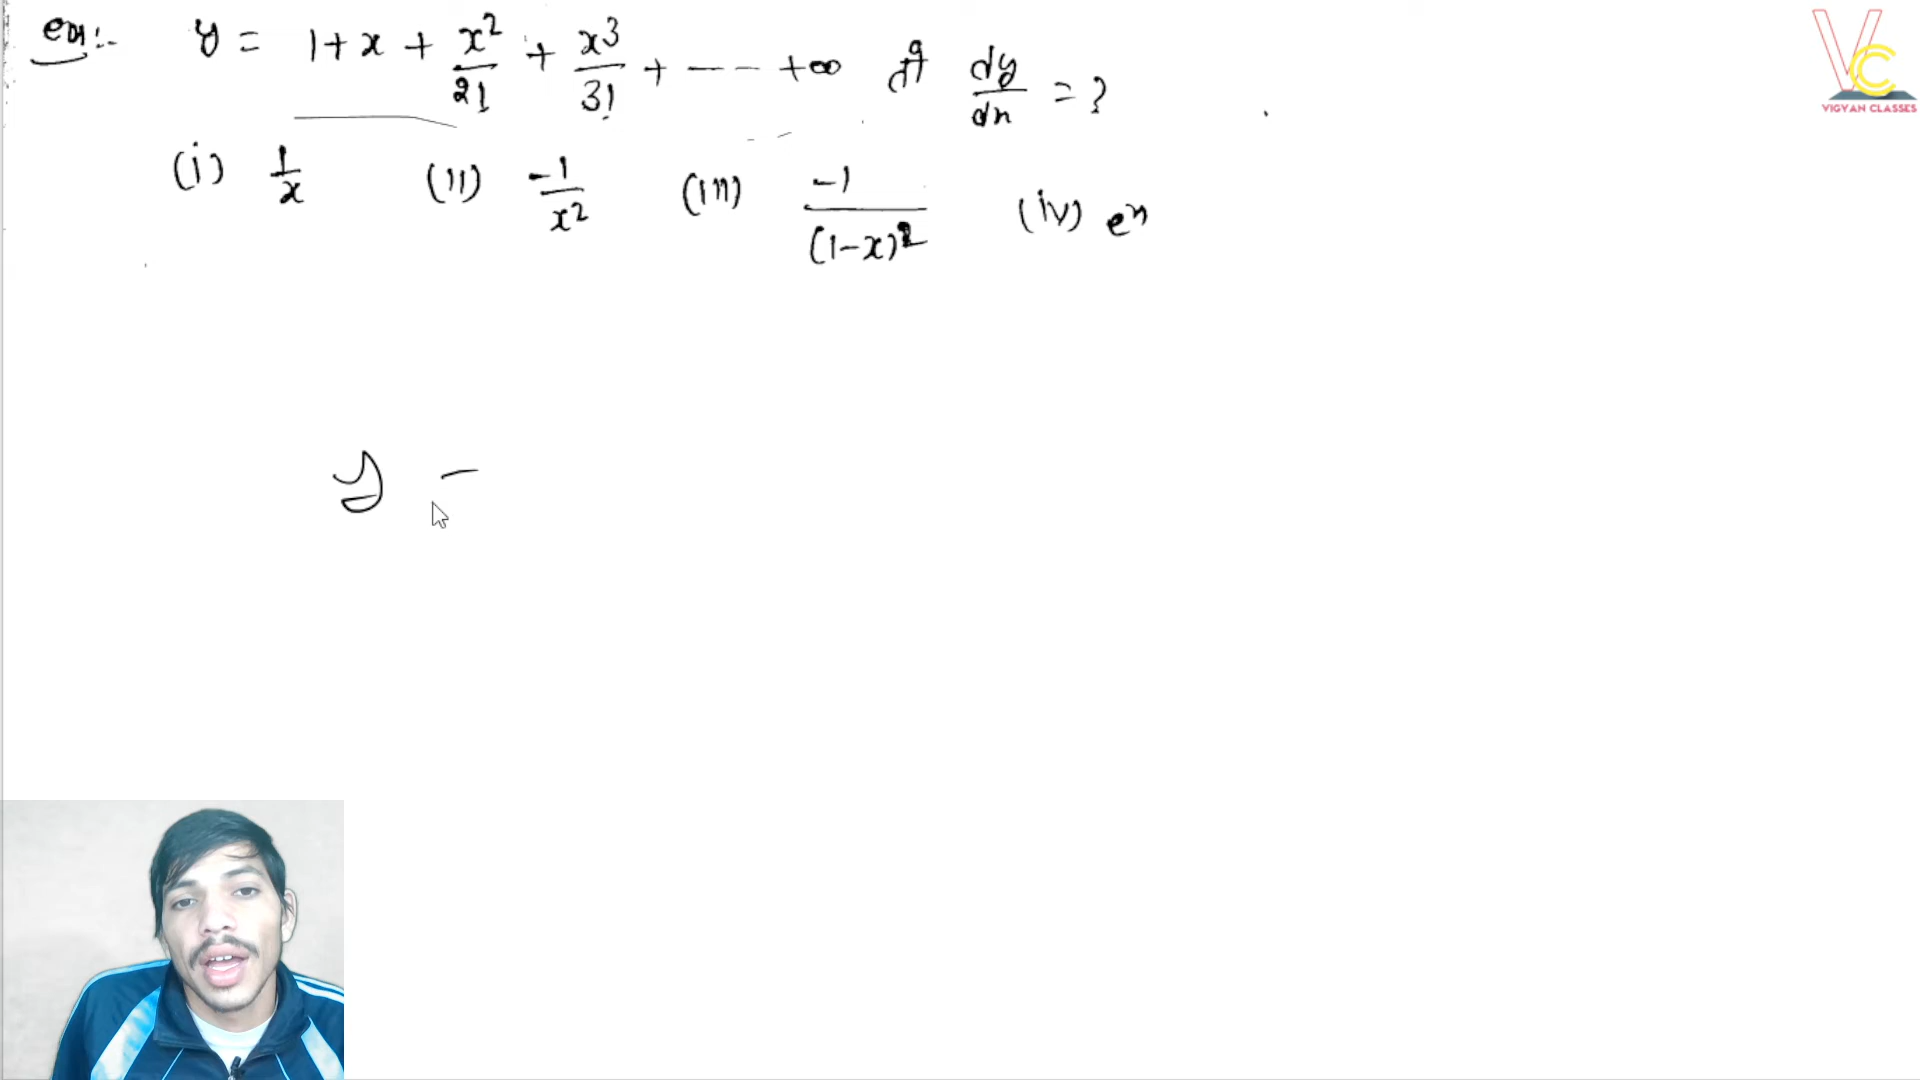 ex:- y = 1+x + x²/2! + x³/3! + ---- +∞ dy/dx = ?
(i) 1/x (ii) -1/x² (iii) -1/(1-x)² (iv) eˣ
y -
VC
VIGYAN CLASSES